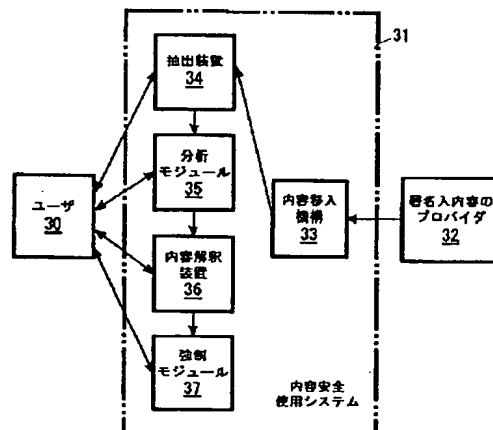 31
抽出装置
34
分析
モジュール
35
ユーザ
30
内容移入
機構
33
署名入内容の
プロバイダ
32
内容解釈
装置
36
強制
モジュール
37
内容安全
使用システム